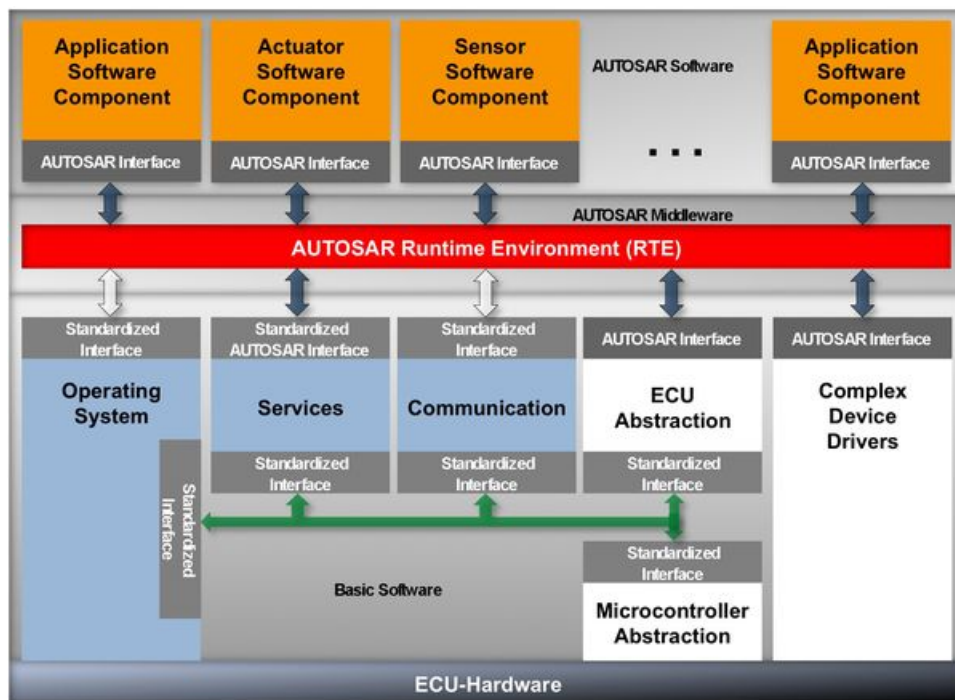 Application
Software
Component
AUTOSAR Interface
Actuator
Software
Component
AUTOSAR Interface
Sensor
Software
Component
AUTOSAR Interface
AUTOSAR Software
...
Application
Software
Component
AUTOSAR Interface
AUTOSAR Middleware
AUTOSAR Runtime Environment (RTE)
Standardized
Interface
Operating
System
Standardized
Interface
Standardized
AUTOSAR Interface
Services
Standardized
Interface
Standardized
Interface
Communication
Standardized
Interface
AUTOSAR Interface
ECU
Abstraction
Standardized
Interface
AUTOSAR Interface
Complex
Device
Drivers
Standardized
Interface
Microcontroller
Abstraction
Basic Software
ECU-Hardware